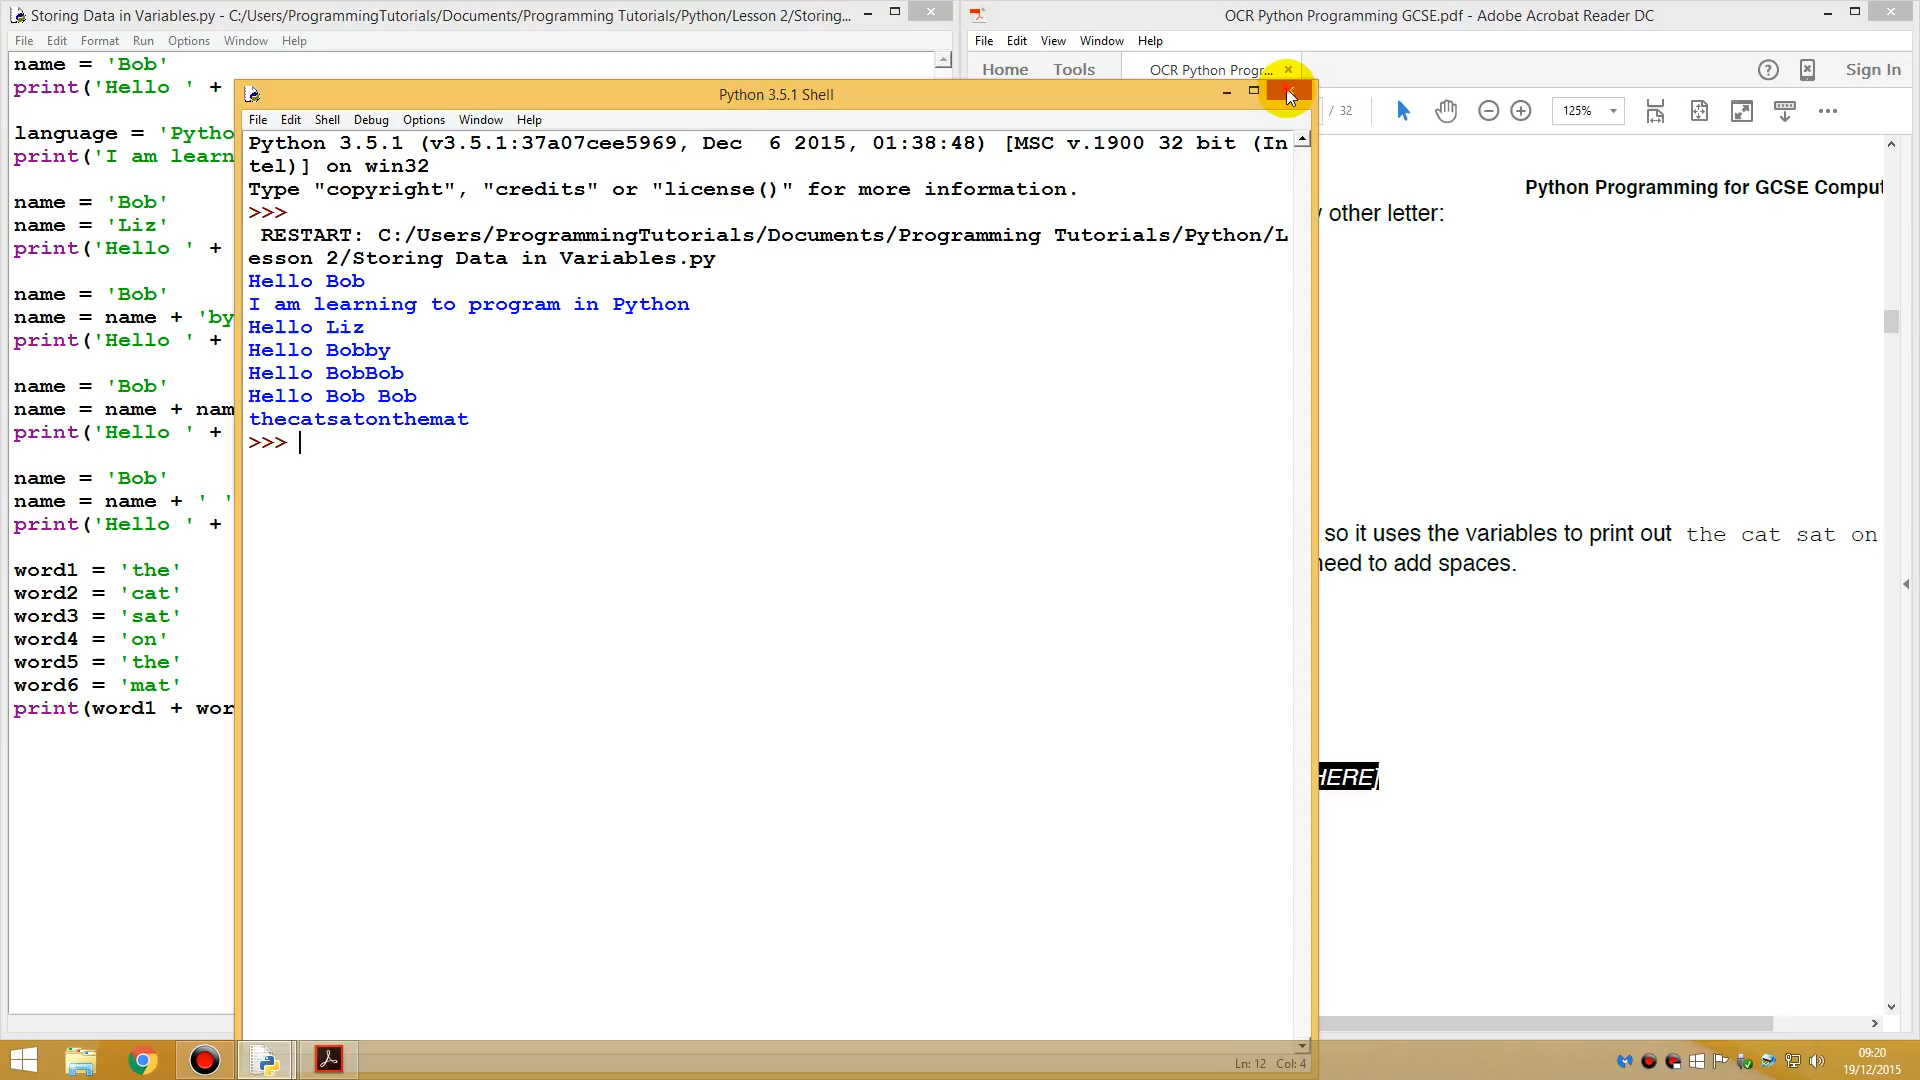 Storing Data in Variables.py - C:/Users/ProgrammingTutorials/Documents/Programming Tutorials/Python/Lesson 2/Storing...
File Edit Format Run Options Window Help
name = 'Bob'
print('Hello ' +
language = 'Pytho
print('I am learn
name = 'Bob'
name = 'Liz'
print('Hello ' +
name = 'Bob'
name = name + 'by
print('Hello ' +
name = 'Bob'
name = name + nam
print('Hello ' +
name = 'Bob'
name = name + ' '
print('Hello ' +
word1 = 'the'
word2 = 'cat'
word3 = 'sat'
word4 = 'on'
word5 = 'the'
word6 = 'mat'
print(word1 + wor
Python 3.5.1 Shell
File Edit Shell Debug Options Window Help
Python 3.5.1 (v3.5.1:37a07cee5969, Dec  6 2015, 01:38:48) [MSC v.1900 32 bit (In
tel)] on win32
Type "copyright", "credits" or "license()" for more information.
>>>
RESTART: C:/Users/ProgrammingTutorials/Documents/Programming Tutorials/Python/L
esson 2/Storing Data in Variables.py
Hello Bob
I am learning to program in Python
Hello Liz
Hello Bobby
Hello BobBob
Hello Bob Bob
thecatsatonthemat
>>>
Ln: 12 Col: 4
OCR Python Programming GCSE.pdf - Adobe Acrobat Reader DC
File Edit View Window Help
Home Tools OCR Python Progr... Sign In
/ 32 125%
Python Programming for GCSE Comput
other letter:
so it uses the variables to print out the cat sat on
need to add spaces.
HERE]
09:20
19/12/2015